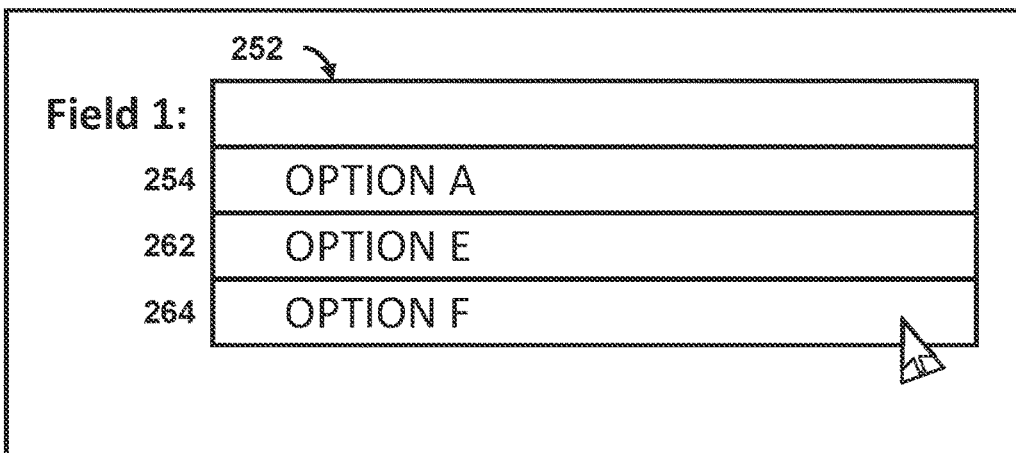 252
Field 1:
254 OPTION A
262 OPTION E
264 OPTION F